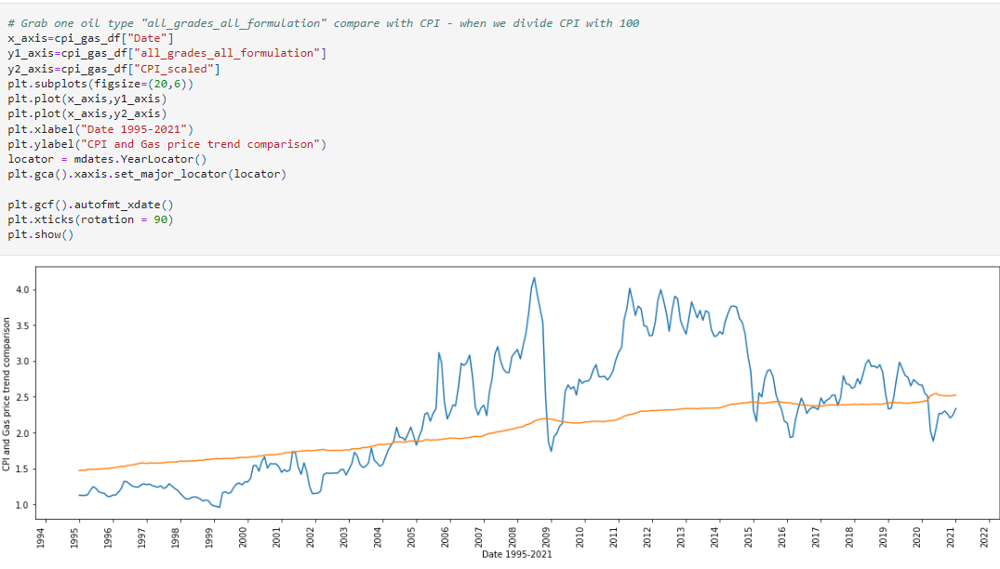 # Grab one oil type "all_grades_all_formulation" compare with CPI - when we divide CPI with 100
x_axis=cpi_gas_df["Date"]
y1_axis=cpi_gas_df["all_grades_all_formulation"]
y2_axis=cpi_gas_df["CPI_scaled"]
plt.subplots(figsize=(20,6))
plt.plot(x_axis,y1_axis)
plt.plot(x_axis,y2_axis)
plt.xlabel("Date 1995-2021")
plt.ylabel("CPI and Gas price trend comparison")
locator = mdates.YearLocator()
plt.gca().xaxis.set_major_locator(locator)
plt.gcf().autofmt_xdate()
plt.xticks(rotation = 90)
plt.show()
CPI and Gas price trend comparison
4.0
3.5
3.0
2.5
2.0
1.5
1.0
1994 1995 1996 1997 1998 1999 2000 2001 2002 2003 2004 2005 2006 2007 2008 2009 2010 2011 2012 2013 2014 2015 2016 2017 2018 2019 2020 2021 2022
Date 1995-2021